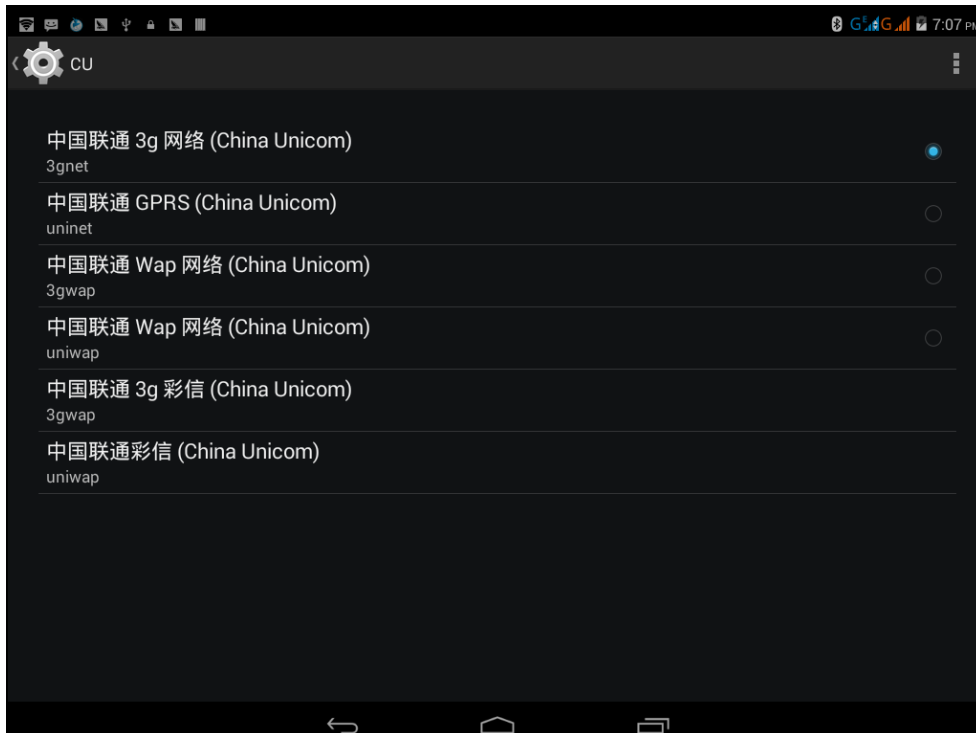 G E G 7:07 PM
CU
中国联通 3g 网络 (China Unicom)
3gnet
中国联通 GPRS (China Unicom)
uninet
中国联通 Wap 网络 (China Unicom)
3gwap
中国联通 Wap 网络 (China Unicom)
uniwap
中国联通 3g 彩信 (China Unicom)
3gwap
中国联通彩信 (China Unicom)
uniwap